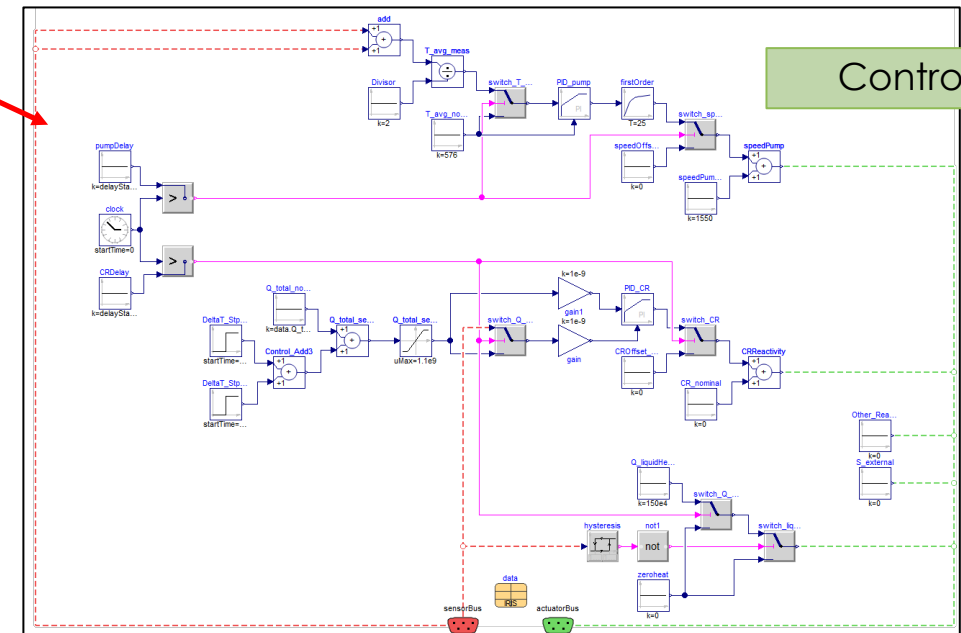 add
T_avg_meas
Divisor
k=2
switch_T_...
PID_pump
PI
firstOrder
T=25
Contro
T_avg_no...
k=576
switch_sp...
speedOffs...
k=0
speedPump
speedPum...
k=1550
pumpDelay
k=delaySta...
clock
startTime=0
CRDelay
k=delaySta...
Q_total_no...
k=data.Q_t...
DeltaT_Stp...
startTime=...
Control_Add3
DeltaT_Stp...
startTime=...
Q_total_se...
Q_total_se...
uMax=1.1e9
switch_Q_...
k=1e-9
gain1
k=1e-9
gain
PID_CR
PI
switch_CR
CROffset_...
k=0
CRReactivity
CR_nominal
k=0
Other_Rea...
k=0
S_external
k=0
Q_liquidHe...
k=150e4
switch_Q_...
hysteresis
not1
not
switch_liq...
zeroheat
k=0
data
IRIS
sensorBus
actuatorBus
+1
+
+1
+1
+
+1
+1
+
+1
+1
+
+1
+1
+
+1
>
>